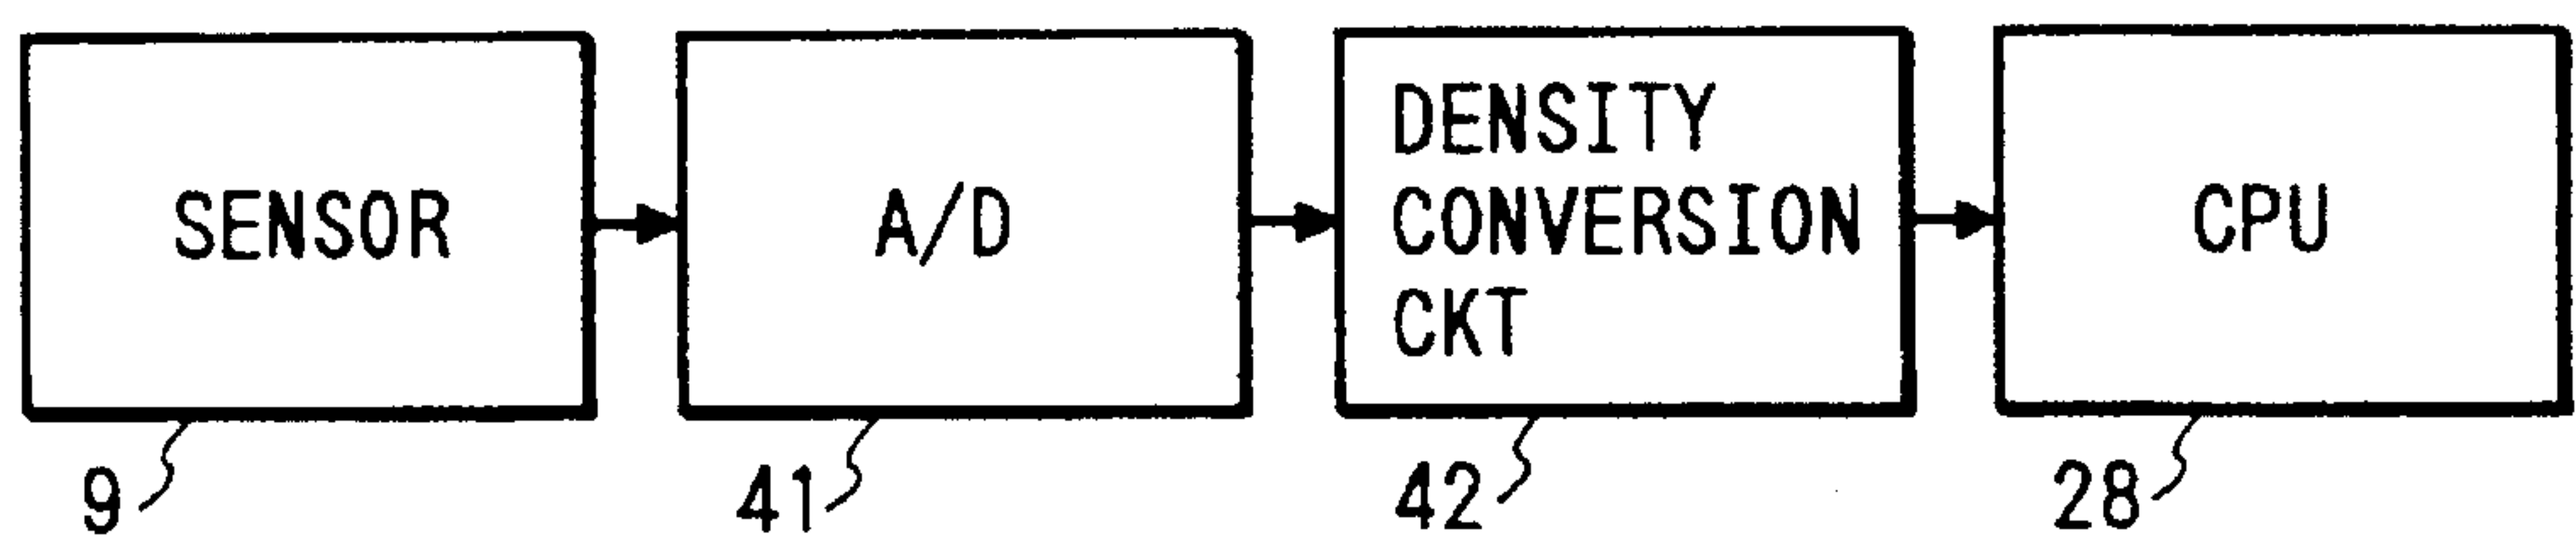 SENSOR
A/D
DENSITY
CONVERSION
CKT
CPU
9
41
42
28